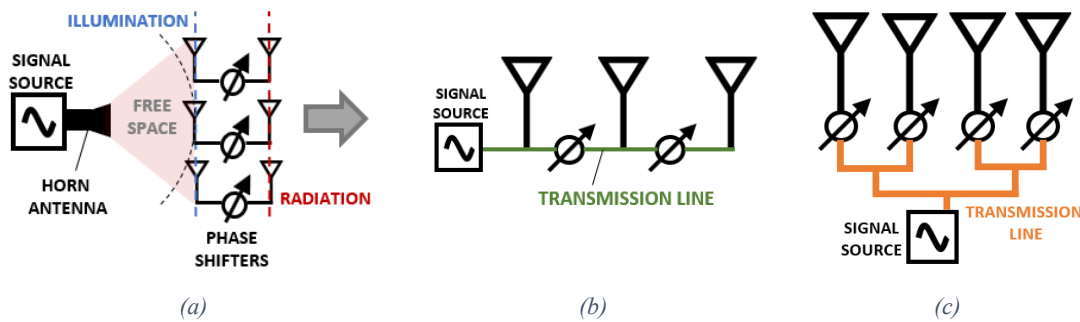 ILLUMINATION
SIGNAL
SOURCE
FREE
SPACE
HORN
ANTENNA
RADIATION
PHASE
SHIFTERS
(a)
SIGNAL
SOURCE
TRANSMISSION LINE
(b)
SIGNAL
SOURCE
TRANSMISSION
LINE
(c)